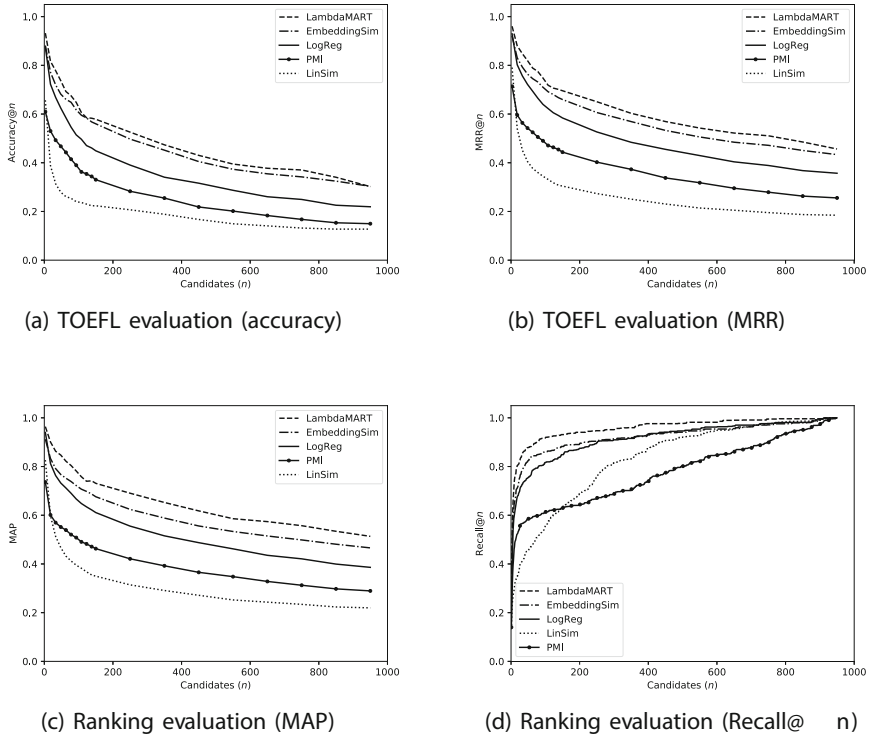 1.0
0.8
0.6
0.4
0.2
0.0
Accuracy@n
LambdaMART
EmbeddingSim
LogReg
PMI
LinSim
0 200 400 600 800 1000
Candidates (n)
(a) TOEFL evaluation (accuracy)
1.0
0.8
0.6
0.4
0.2
0.0
MRR@n
LambdaMART
EmbeddingSim
LogReg
PMI
LinSim
0 200 400 600 800 1000
Candidates (n)
(b) TOEFL evaluation (MRR)
1.0
0.8
0.6
0.4
0.2
0.0
MAP
LambdaMART
EmbeddingSim
LogReg
PMI
LinSim
0 200 400 600 800 1000
Candidates (n)
(c) Ranking evaluation (MAP)
1.0
0.8
0.6
0.4
0.2
0.0
Recall@n
LambdaMART
EmbeddingSim
LogReg
LinSim
PMI
0 200 400 600 800 1000
Candidates (n)
(d) Ranking evaluation (Recall@ n)